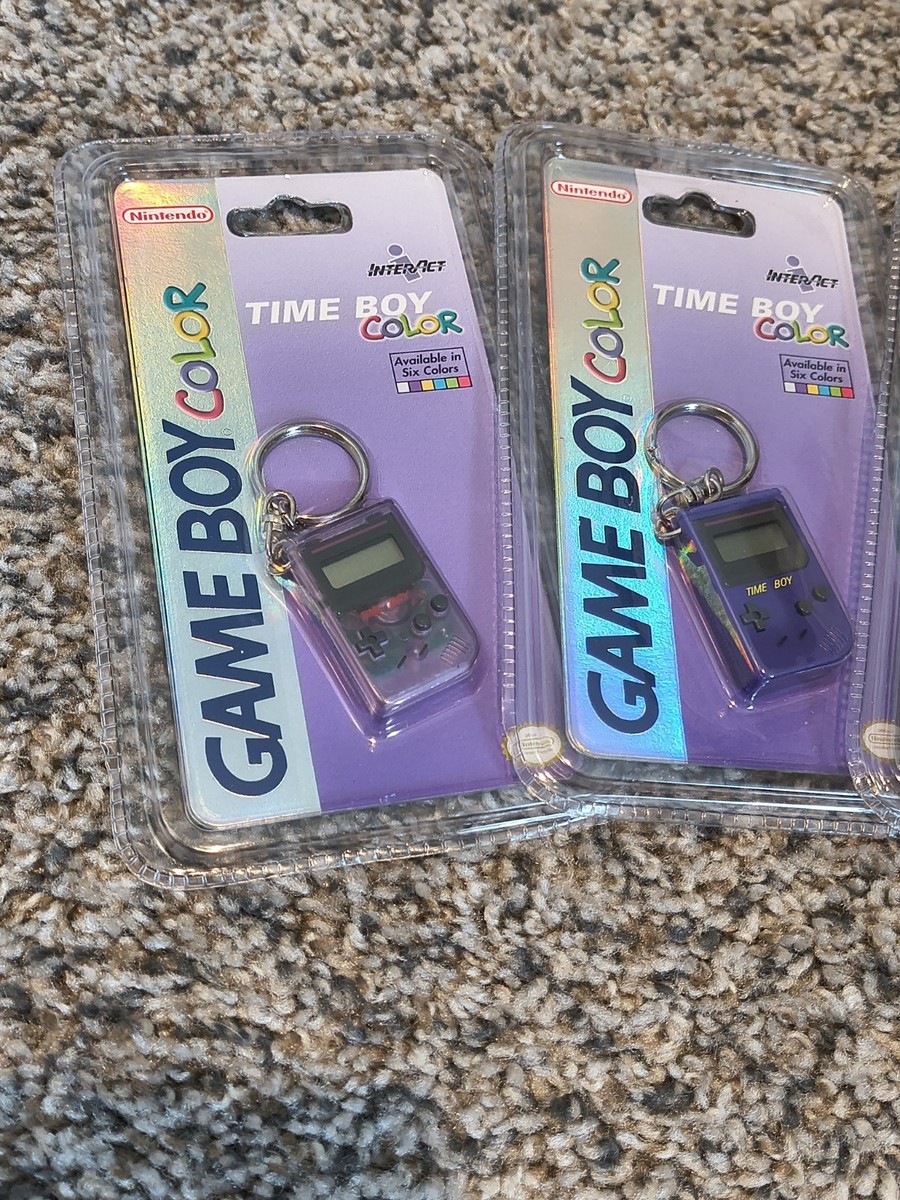 Nintendo
INTERACT
TIME BOY
COLOR
Available in
Six Colors
GAME BOY COLOR
Nintendo
INTERACT
TIME BOY
COLOR
Available in
Six Colors
GAME BOY COLOR
TIME BOY
Nintendo